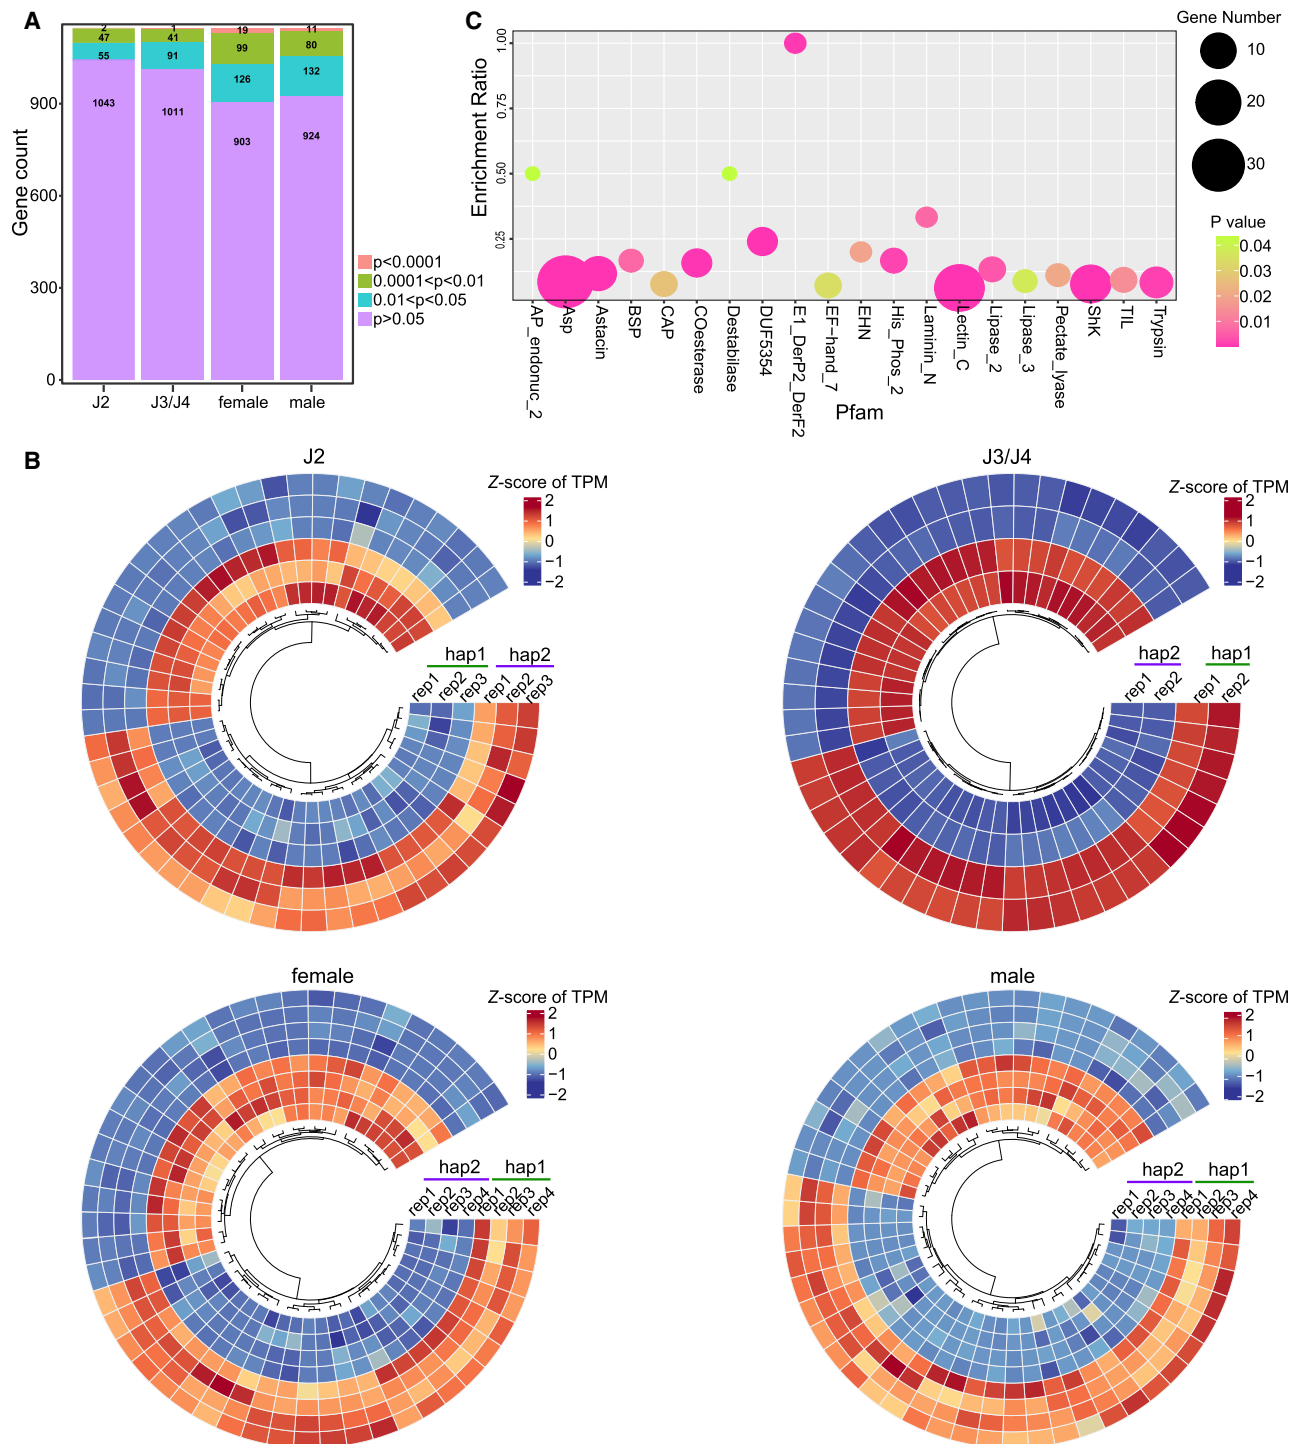 A
Gene count
900
600
300
0
2
47
55
1043
1
41
91
1011
19
99
126
903
11
80
132
924
J2
J3/J4
female
male
p<0.0001
0.0001<p<0.01
0.01<p<0.05
p>0.05
C
Enrichment Ratio
1.00
0.75
0.50
0.25
AP_endonuc_2
Asp
Astacin
BSP
CAP
COesterase
Destabilase
DUF5354
E1_DerP2_DerF2
EF-hand_7
EHN
His_Phos_2
Laminin_N
Lectin_C
Lipase_2
Lipase_3
Pectate_lyase
ShK
TIL
Trypsin
Pfam
Gene Number
10
20
30
P value
0.04
0.03
0.02
0.01
B
J2
Z-score of TPM
2
1
0
−1
−2
hap1
hap2
rep1
rep2
rep3
rep1
rep2
rep3
J3/J4
Z-score of TPM
2
1
0
−1
−2
hap2
hap1
rep1
rep2
rep1
rep2
female
Z-score of TPM
2
1
0
−1
−2
hap2
hap1
rep1
rep2
rep3
rep4
rep1
rep2
rep3
rep4
male
Z-score of TPM
2
1
0
−1
−2
hap2
hap1
rep1
rep2
rep3
rep4
rep1
rep2
rep3
rep4